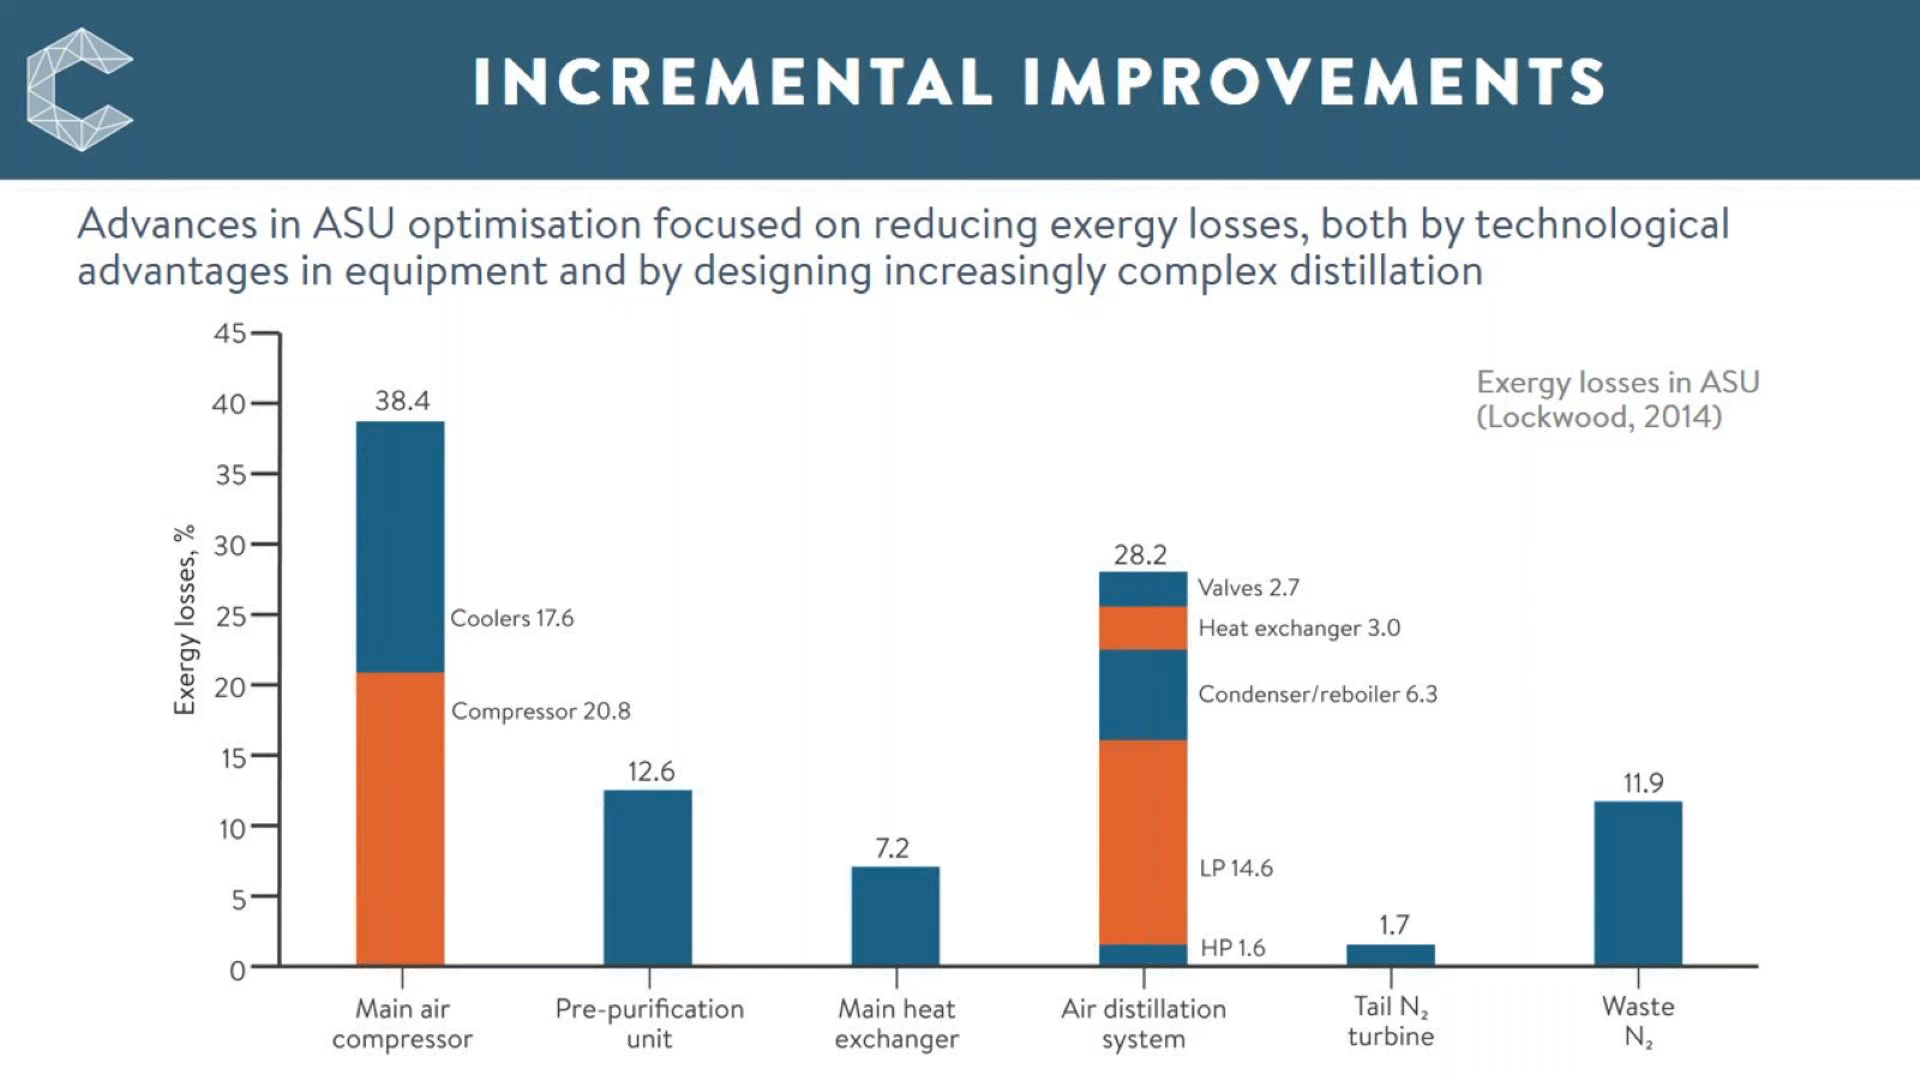 INCREMENTAL IMPROVEMENTS
Advances in ASU optimisation focused on reducing exergy losses, both by technological
advantages in equipment and by designing increasingly complex distillation
Exergy losses in ASU
(Lockwood, 2014)
Exergy losses, %
45
40
35
30
25
20
15
10
5
0
38.4
Coolers 17.6
Compressor 20.8
12.6
7.2
28.2
Valves 2.7
Heat exchanger 3.0
Condenser/reboiler 6.3
LP 14.6
HP 1.6
1.7
11.9
Main air
compressor
Pre-purification
unit
Main heat
exchanger
Air distillation
system
Tail N₂
turbine
Waste
N₂